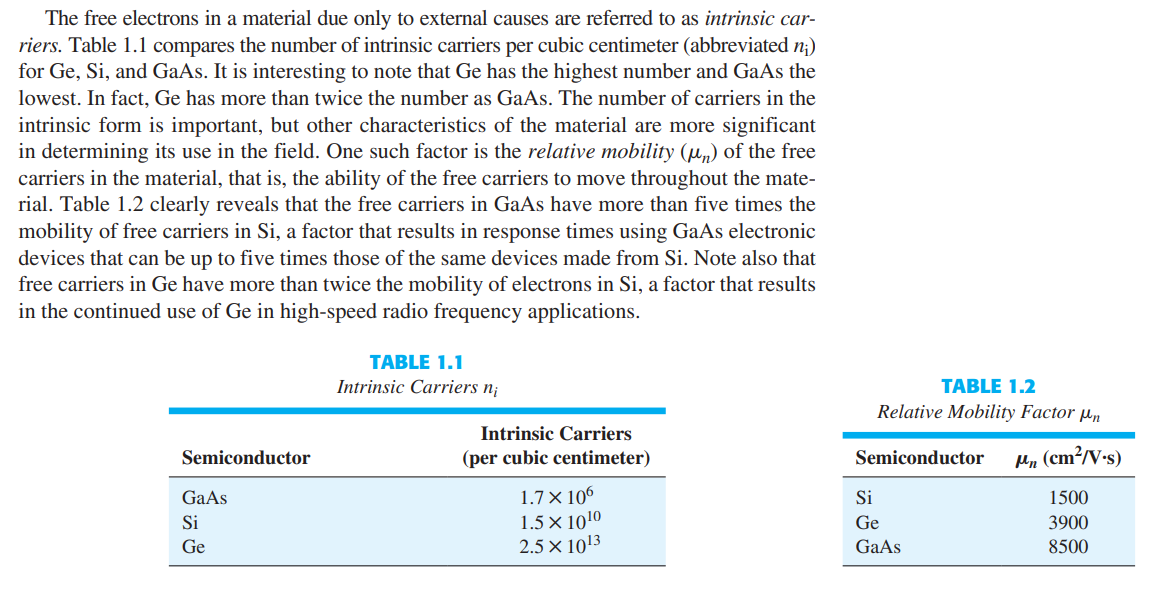 The free electrons in a material due only to external causes are referred to as intrinsic car-
riers. Table 1.1 compares the number of intrinsic carriers per cubic centimeter (abbreviated nᵢ)
for Ge, Si, and GaAs. It is interesting to note that Ge has the highest number and GaAs the
lowest. In fact, Ge has more than twice the number as GaAs. The number of carriers in the
intrinsic form is important, but other characteristics of the material are more significant
in determining its use in the field. One such factor is the relative mobility (μₙ) of the free
carriers in the material, that is, the ability of the free carriers to move throughout the mate-
rial. Table 1.2 clearly reveals that the free carriers in GaAs have more than five times the
mobility of free carriers in Si, a factor that results in response times using GaAs electronic
devices that can be up to five times those of the same devices made from Si. Note also that
free carriers in Ge have more than twice the mobility of electrons in Si, a factor that results
in the continued use of Ge in high-speed radio frequency applications.
TABLE 1.1
Intrinsic Carriers nᵢ
Intrinsic Carriers
Semiconductor (per cubic centimeter)
GaAs 1.7 × 10⁶
Si 1.5 × 10¹⁰
Ge 2.5 × 10¹³
TABLE 1.2
Relative Mobility Factor μₙ
Semiconductor μₙ (cm²/V·s)
Si 1500
Ge 3900
GaAs 8500